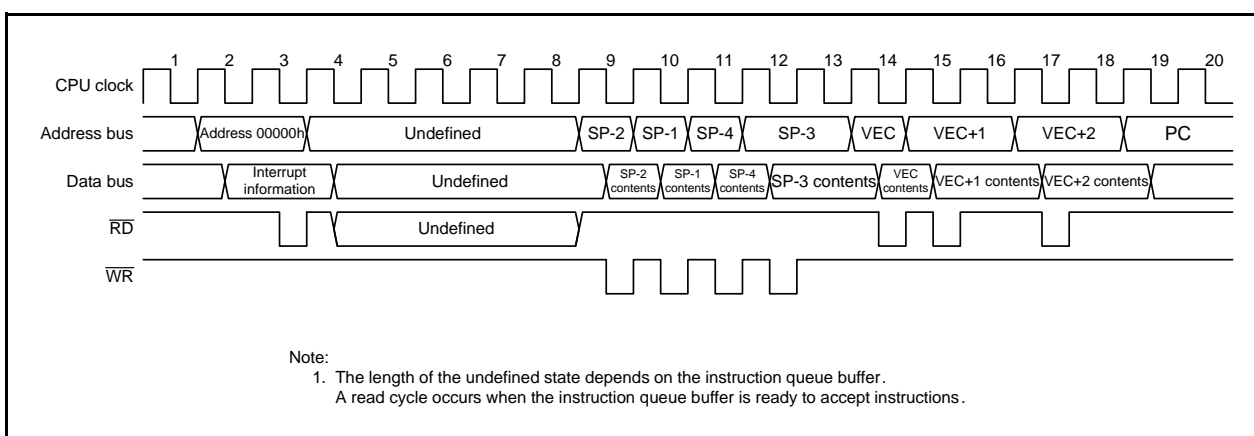 1 2 3 4 5 6 7 8 9 10 11 12 13 14 15 16 17 18 19 20
CPU clock
Address bus Address 00000h Undefined SP-2 SP-1 SP-4 SP-3 VEC VEC+1 VEC+2 PC
Data bus Interrupt information Undefined SP-2 contents SP-1 contents SP-4 contents SP-3 contents VEC contents VEC+1 contents VEC+2 contents
RD Undefined
WR
Note:
1. The length of the undefined state depends on the instruction queue buffer.
A read cycle occurs when the instruction queue buffer is ready to accept instructions.